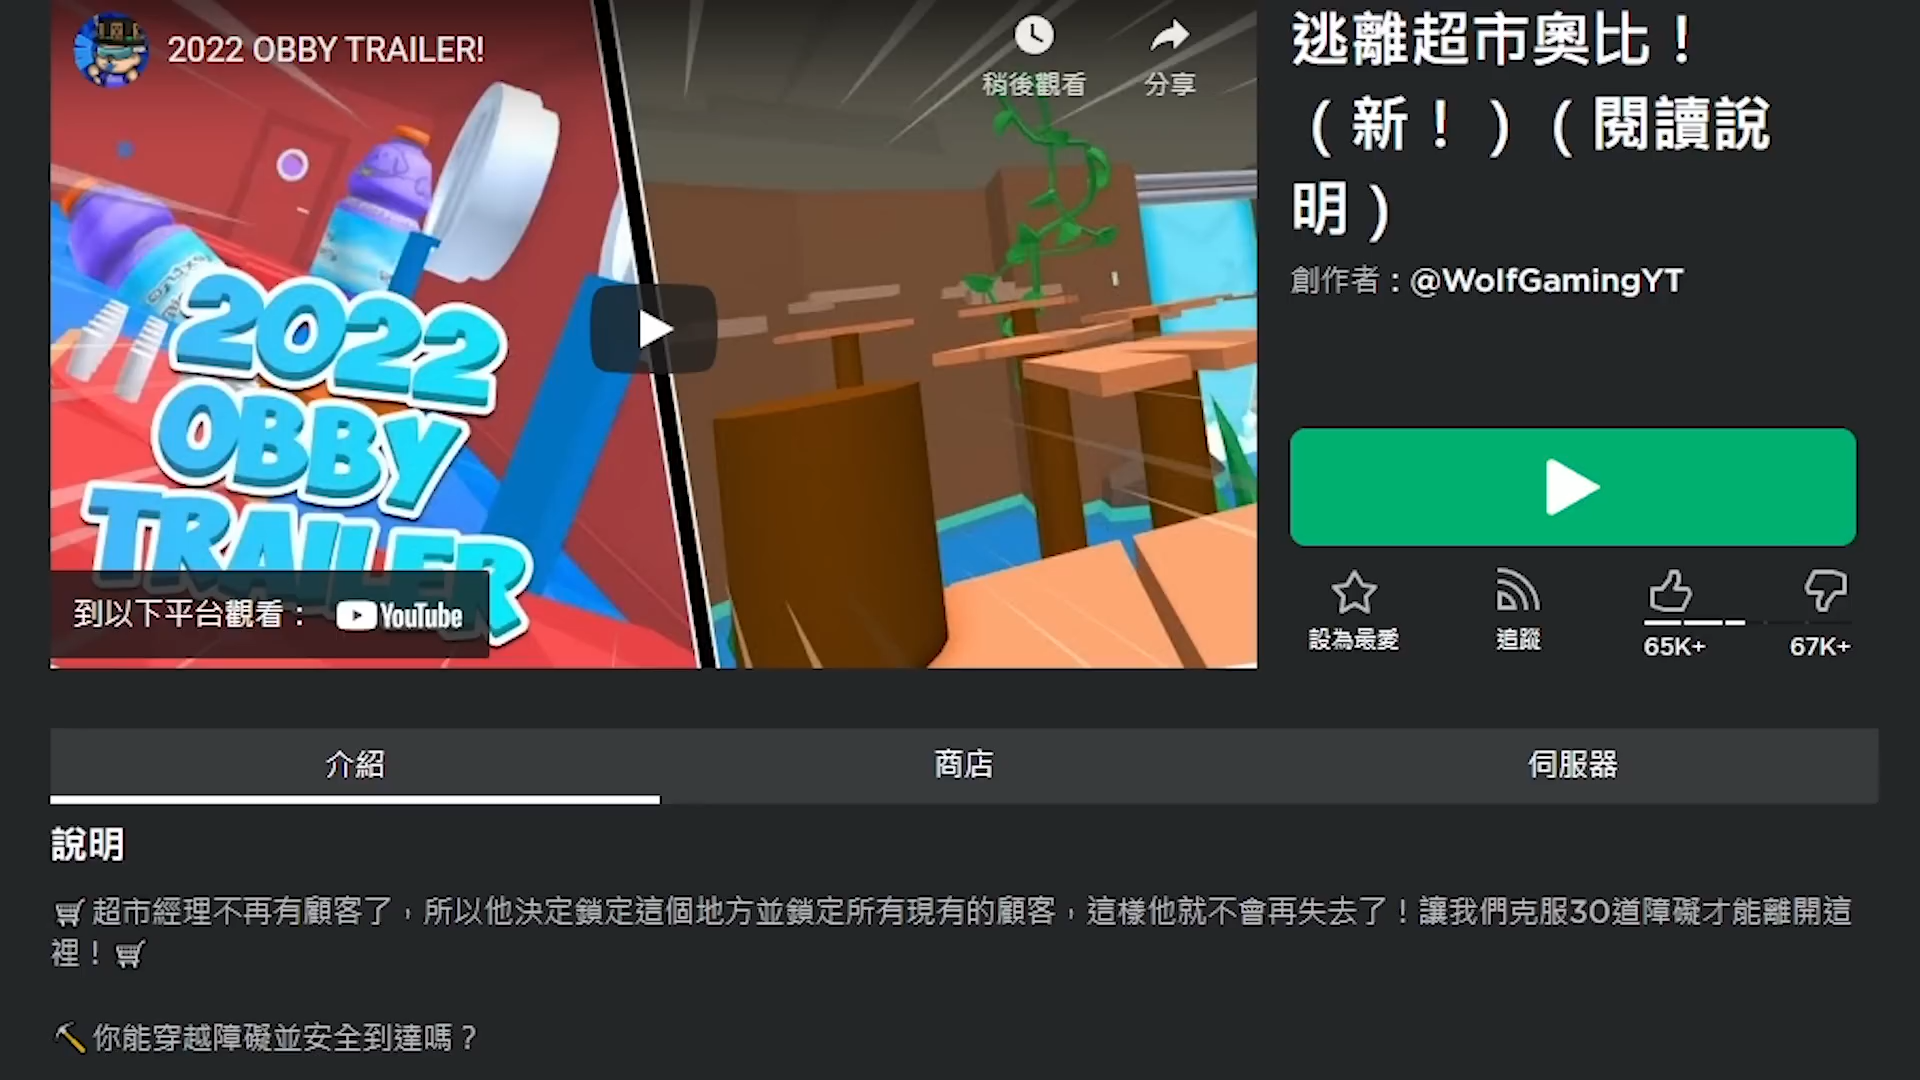 2022 OBBY TRAILER!
稍後觀看
分享
2022
OBBY
TRAILER
到以下平台觀看： YouTube
逃離超市奧比！
（新！）（閱讀說
明）
創作者：@WolfGamingYT
設為最愛
追蹤
65K+
67K+
介紹
商店
伺服器
說明
🛒 超市經理不再有顧客了，所以他決定鎖定這個地方並鎖定所有現有的顧客，這樣他就不會再失去了！讓我們克服30道障礙才能離開這
裡！🛒
🔨 你能穿越障礙並安全到達嗎？